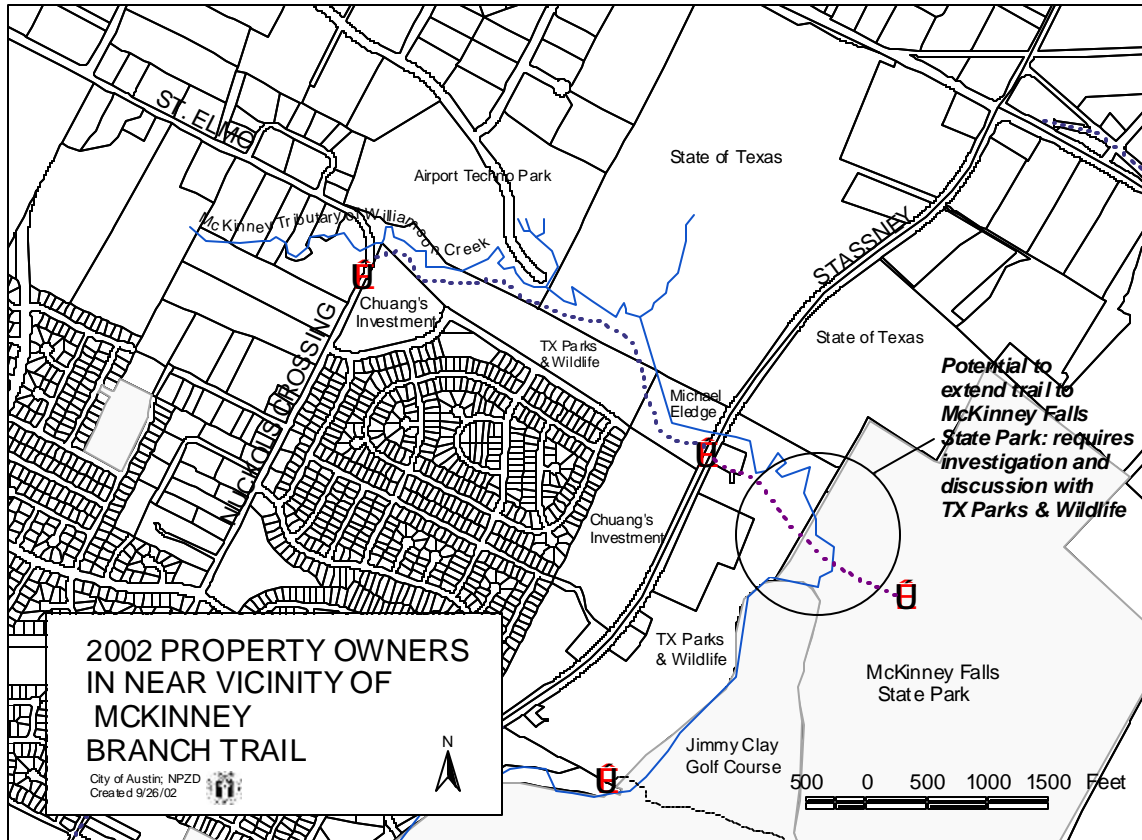 ST. ELMO
State of Texas
Airport Techno Park
McKinney Tributary of Williamson Creek
STASSNEY
Chuang's
Investment
NUCKOLS CROSSING
TX Parks
& Wildlife
State of Texas
Michael
Eledge
Potential to
extend trail to
McKinney Falls
State Park: requires
investigation and
discussion with
TX Parks & Wildlife
Chuang's
Investment
TX Parks
& Wildlife
McKinney Falls
State Park
Jimmy Clay
Golf Course
2002 PROPERTY OWNERS
IN NEAR VICINITY OF
MCKINNEY
BRANCH TRAIL
City of Austin; NPZD
Created 9/26/02
N
500 0 500 1000 1500 Feet